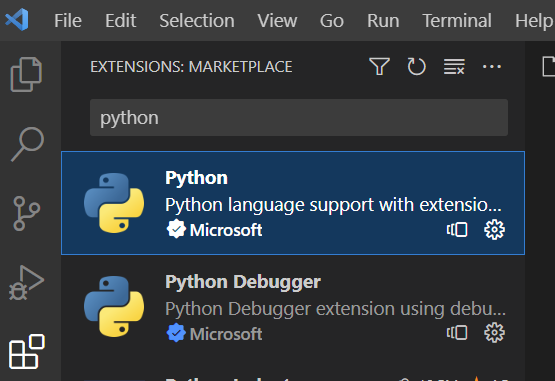 File Edit Selection View Go Run Terminal Help
EXTENSIONS: MARKETPLACE
python
Python
Python language support with extensio...
Microsoft
Python Debugger
Python Debugger extension using debu...
Microsoft